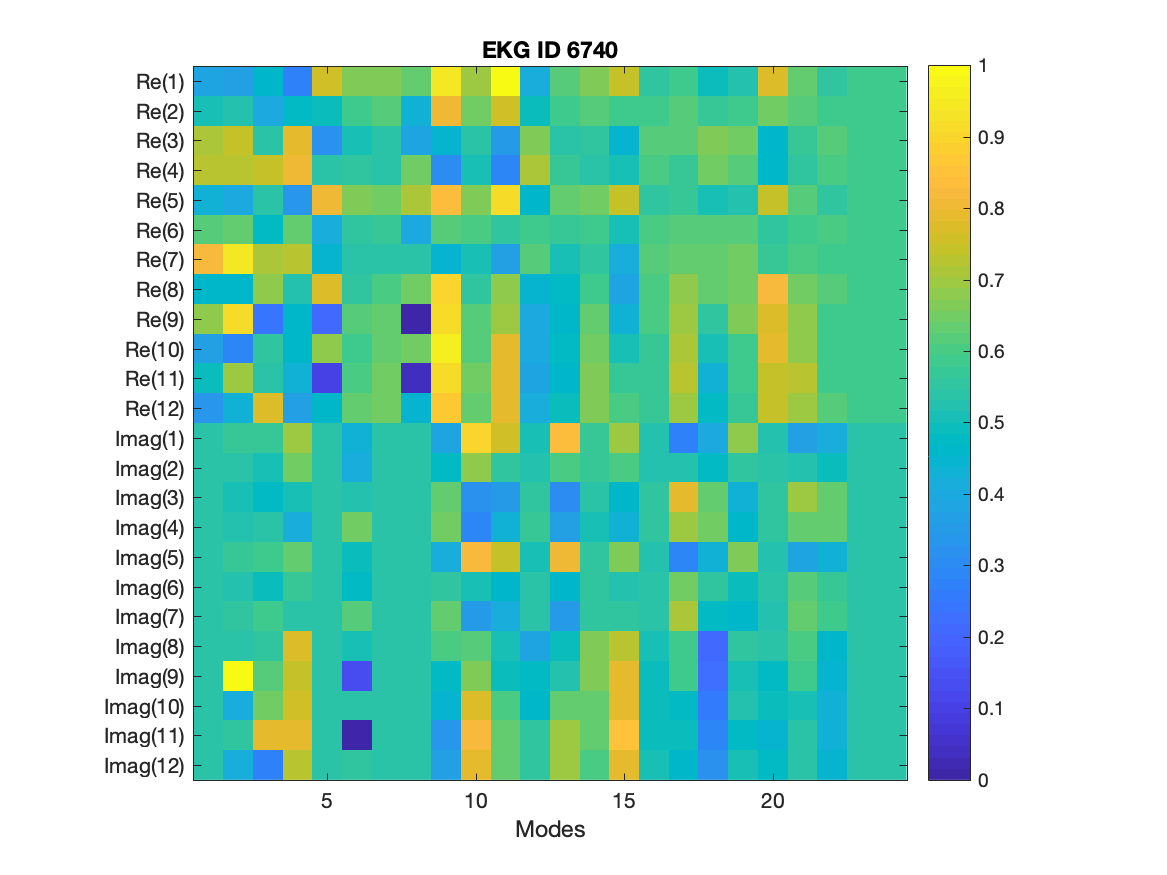 EKG ID 6740
Re(1)
Re(2)
Re(3)
Re(4)
Re(5)
Re(6)
Re(7)
Re(8)
Re(9)
Re(10)
Re(11)
Re(12)
Imag(1)
Imag(2)
Imag(3)
Imag(4)
Imag(5)
Imag(6)
Imag(7)
Imag(8)
Imag(9)
Imag(10)
Imag(11)
Imag(12)
5 10 15 20
Modes
1
0.9
0.8
0.7
0.6
0.5
0.4
0.3
0.2
0.1
0